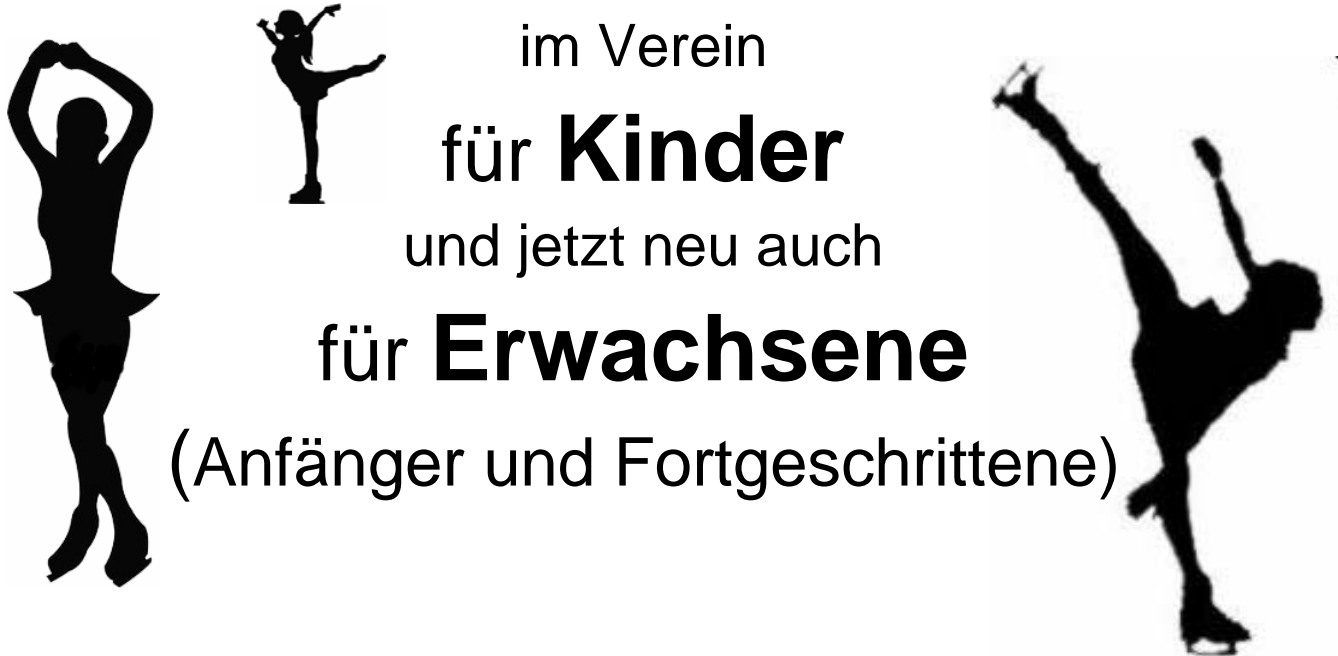 im Verein
für Kinder
und jetzt neu auch
für Erwachsene
(Anfänger und Fortgeschrittene)